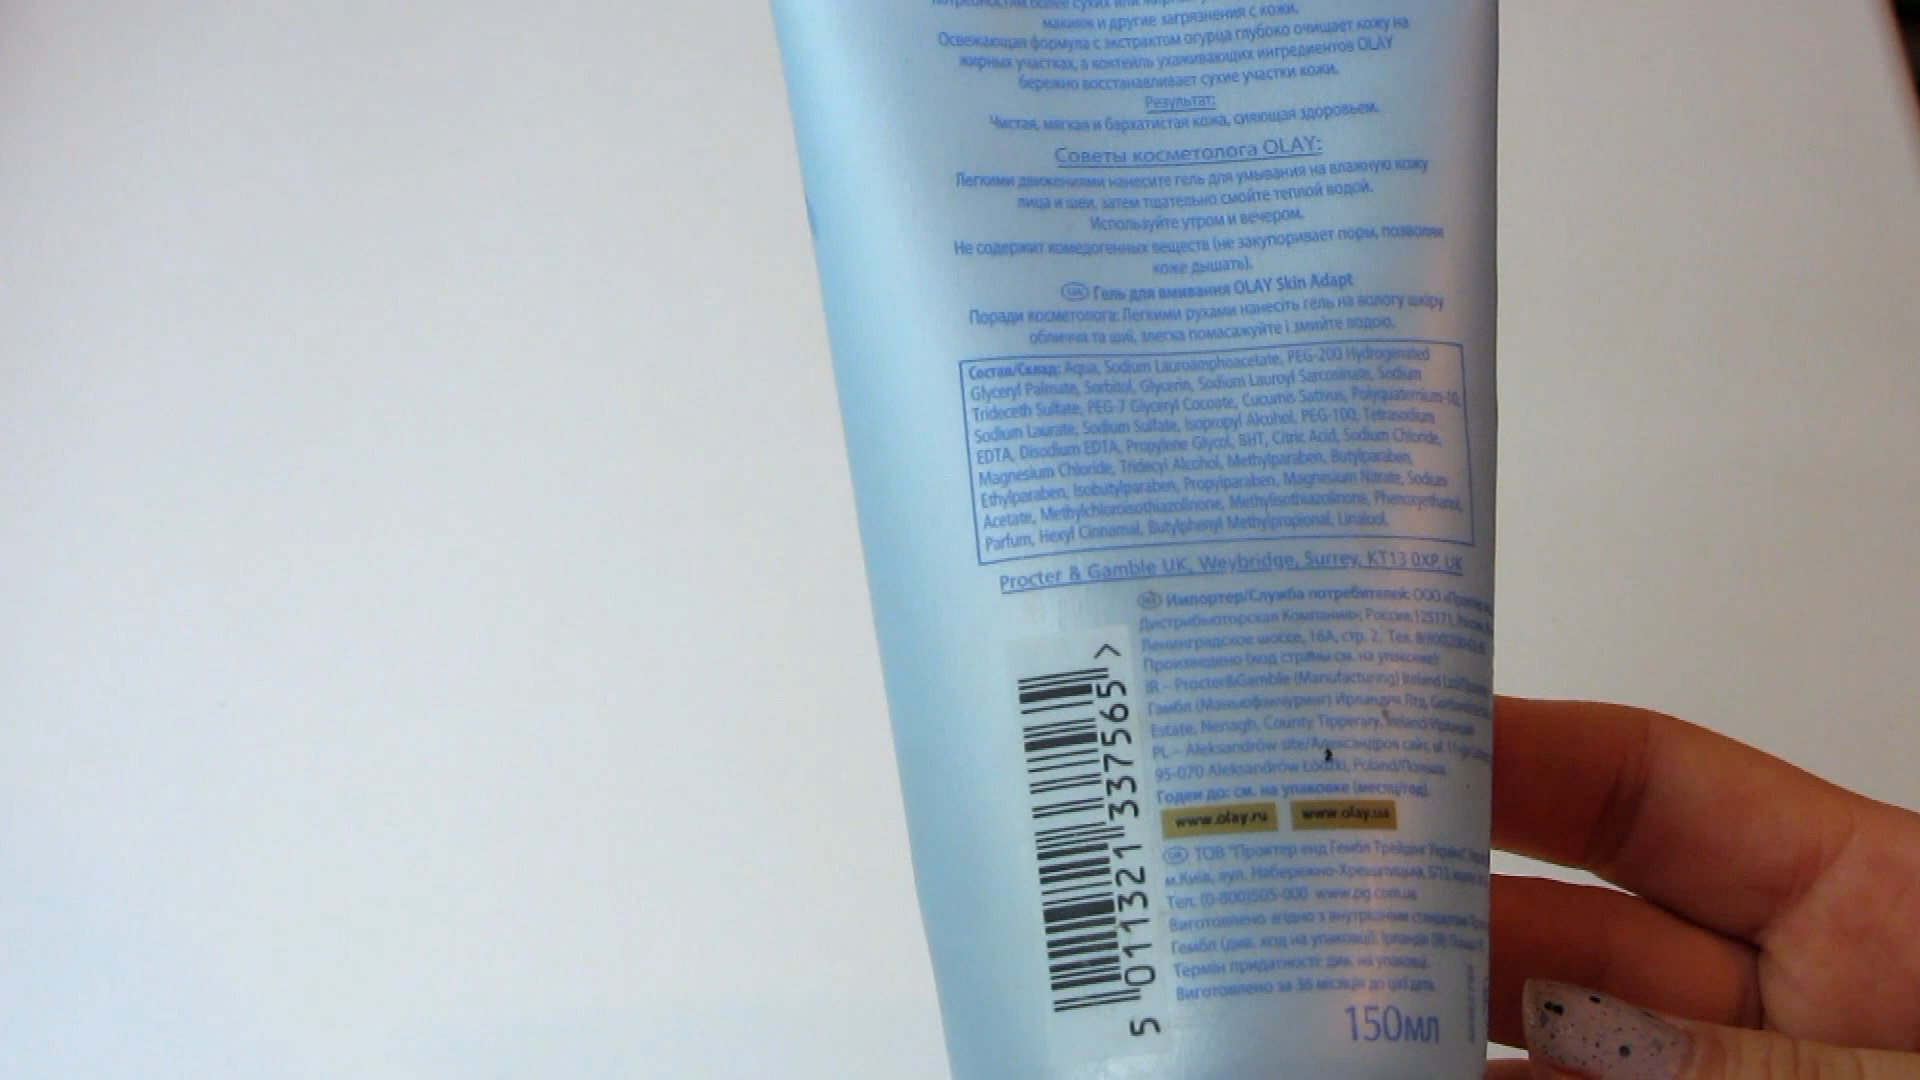 потребностям более сухих или
макияж и другие загрязнения с кожи.
Освежающая формула с экстрактом огурца глубоко очищает кожу на
жирных участках, а коктейль ухаживающих ингредиентов OLAY
бережно восстанавливает сухие участки кожи.
Результат:
Чистая, мягкая и бархатистая кожа, сияющая здоровьем.
Советы косметолога OLAY:
Легкими движениями нанесите гель для умывания на влажную кожу
лица и шеи, затем тщательно смойте теплой водой.
Используйте утром и вечером.
Не содержит комедогенных веществ (не закупоривает поры, позволяя
коже дышать).
UA Гель для вмивання OLAY Skin Adapt
Поради косметолога: Легкими рухами нанесіть гель на вологу шкіру
обличчя та шиї, злегка помасажуйте і змийте водою.
Состав/Склад: Aqua, Sodium Lauroamphoacetate, PEG-200 Hydrogenated
Glyceryl Palmate, Sorbitol, Glycerin, Sodium Lauroyl Sarcosinate, Sodium
Trideceth Sulfate, PEG-7 Glyceryl Cocoate, Cucumis Sativus, Polyquaternium-10,
Sodium Laurate, Sodium Sulfate, Isopropyl Alcohol, PEG-100, Tetrasodium
EDTA, Disodium EDTA, Propylene Glycol, BHT, Citric Acid, Sodium Chloride,
Magnesium Chloride, Tridecyl Alcohol, Methylparaben, Butylparaben,
Ethylparaben, Isobutylparaben, Propylparaben, Magnesium Nitrate, Sodium
Acetate, Methylchloroisothiazolinone, Methylisothiazolinone, Phenoxyethanol,
Parfum, Hexyl Cinnamal, Butylphenyl Methylpropional, Linalool.
Procter & Gamble UK, Weybridge, Surrey, KT13 0XP, UK
Импортер/Служба потребителей: ООО
Дистрибьюторская Компания», Россия, 125171,
Ленинградское шоссе, 16А, стр. 2. Тел.
Произведено (код страны см. на упаковке):
IR – Procter&Gamble (Manufacturing) Ireland
Гэмбл (Маньюфэкчуринг) Ирландия Лтд,
Estate, Nenagh, County Tipperary, Ireland/Ирландия
PL – Aleksandrów site/Александров сайт, ul.
95-070 Aleksandrów Łódzki, Poland/Польша.
Годен до: см. на упаковке (месяц/год).
www.olay.ru www.olay.ua
UA ТОВ "Проктер енд Гембл Трейдінг Україна",
м.Київ, вул. Набережно-Хрещатицька,
Тел. (0-800)505-000 www.pg.com.ua
Виготовлено згідно з внутрішнім стандартом
Гембл (див. код на упаковці): Ірландія
Термін придатності: див. на упаковці.
Виготовлено за 36 місяців до цієї дати.
150мл
5 011321 337565 >